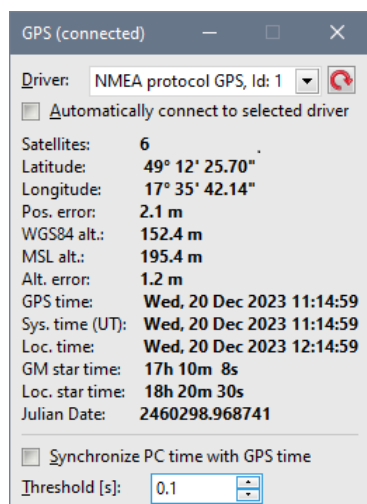 GPS (connected)
Driver: NMEA protocol GPS, Id: 1
Automatically connect to selected driver
Satellites: 6
Latitude: 49° 12' 25.70"
Longitude: 17° 35' 42.14"
Pos. error: 2.1 m
WGS84 alt.: 152.4 m
MSL alt.: 195.4 m
Alt. error: 1.2 m
GPS time: Wed, 20 Dec 2023 11:14:59
Sys. time (UT): Wed, 20 Dec 2023 11:14:59
Loc. time: Wed, 20 Dec 2023 12:14:59
GM star time: 17h 10m 8s
Loc. star time: 18h 20m 30s
Julian Date: 2460298.968741
Synchronize PC time with GPS time
Threshold [s]: 0.1